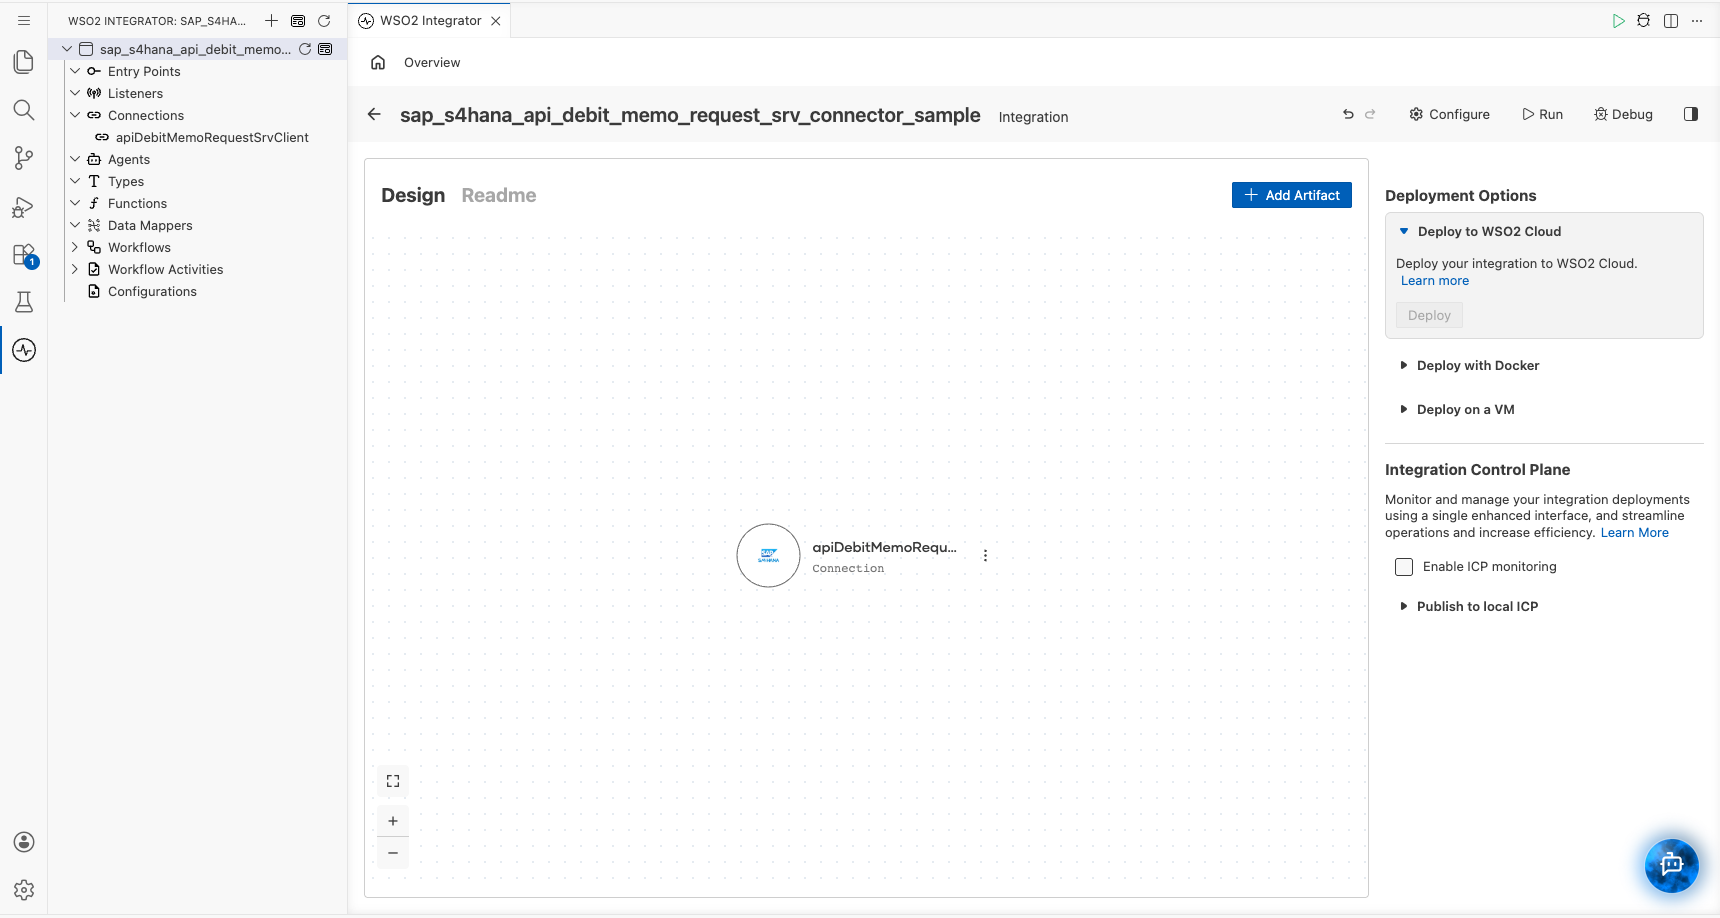 WSO2 INTEGRATOR: SAP_S4HA...
sap_s4hana_api_debit_memo...
Entry Points
Listeners
Connections
apiDebitMemoRequestSrvClient
Agents
Types
Functions
Data Mappers
Workflows
Workflow Activities
Configurations
1
WSO2 Integrator
Overview
sap_s4hana_api_debit_memo_request_srv_connector_sample Integration
Configure
Run
Debug
Design
Readme
Add Artifact
SAP
S/4HANA
apiDebitMemoRequ...
Connection
Deployment Options
Deploy to WSO2 Cloud
Deploy your integration to WSO2 Cloud.
Learn more
Deploy
Deploy with Docker
Deploy on a VM
Integration Control Plane
Monitor and manage your integration deployments
using a single enhanced interface, and streamline
operations and increase efficiency. Learn More
Enable ICP monitoring
Publish to local ICP